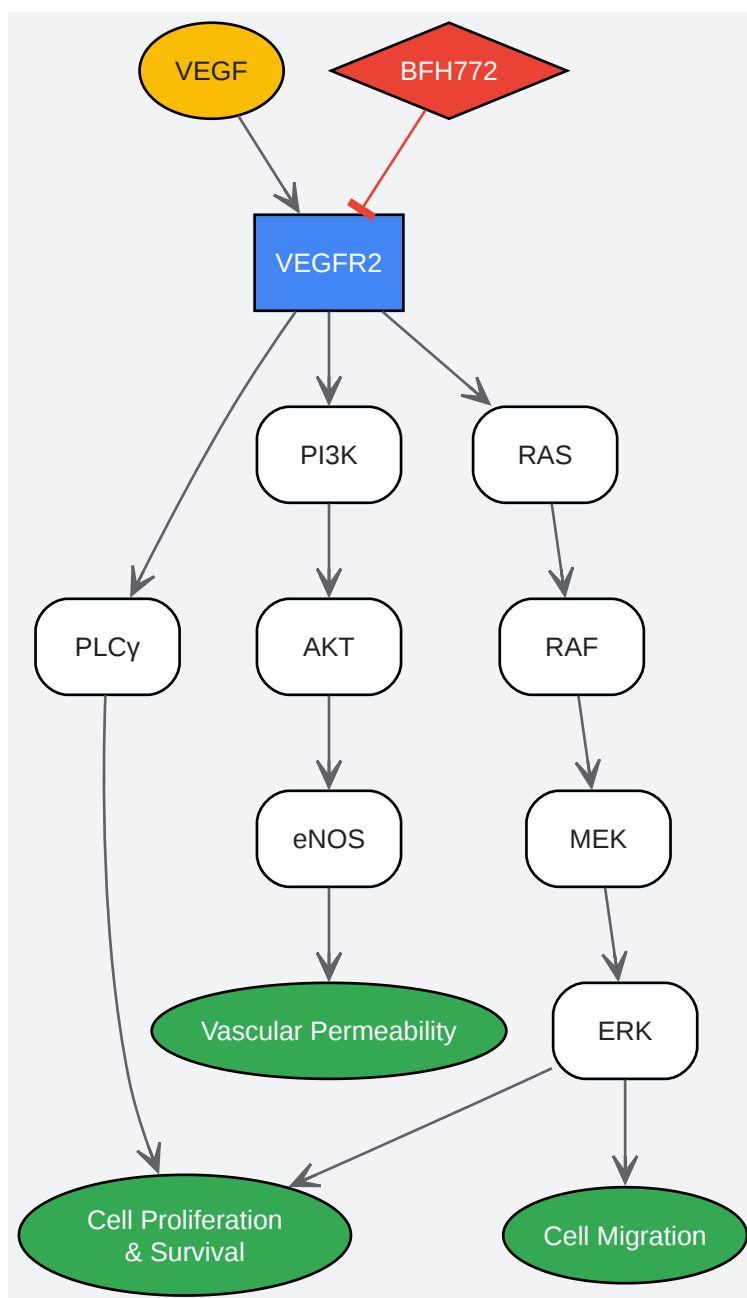 VEGF
BFH772
VEGFR2
PI3K
RAS
PLCγ
AKT
RAF
eNOS
MEK
Vascular Permeability
ERK
Cell Proliferation
& Survival
Cell Migration